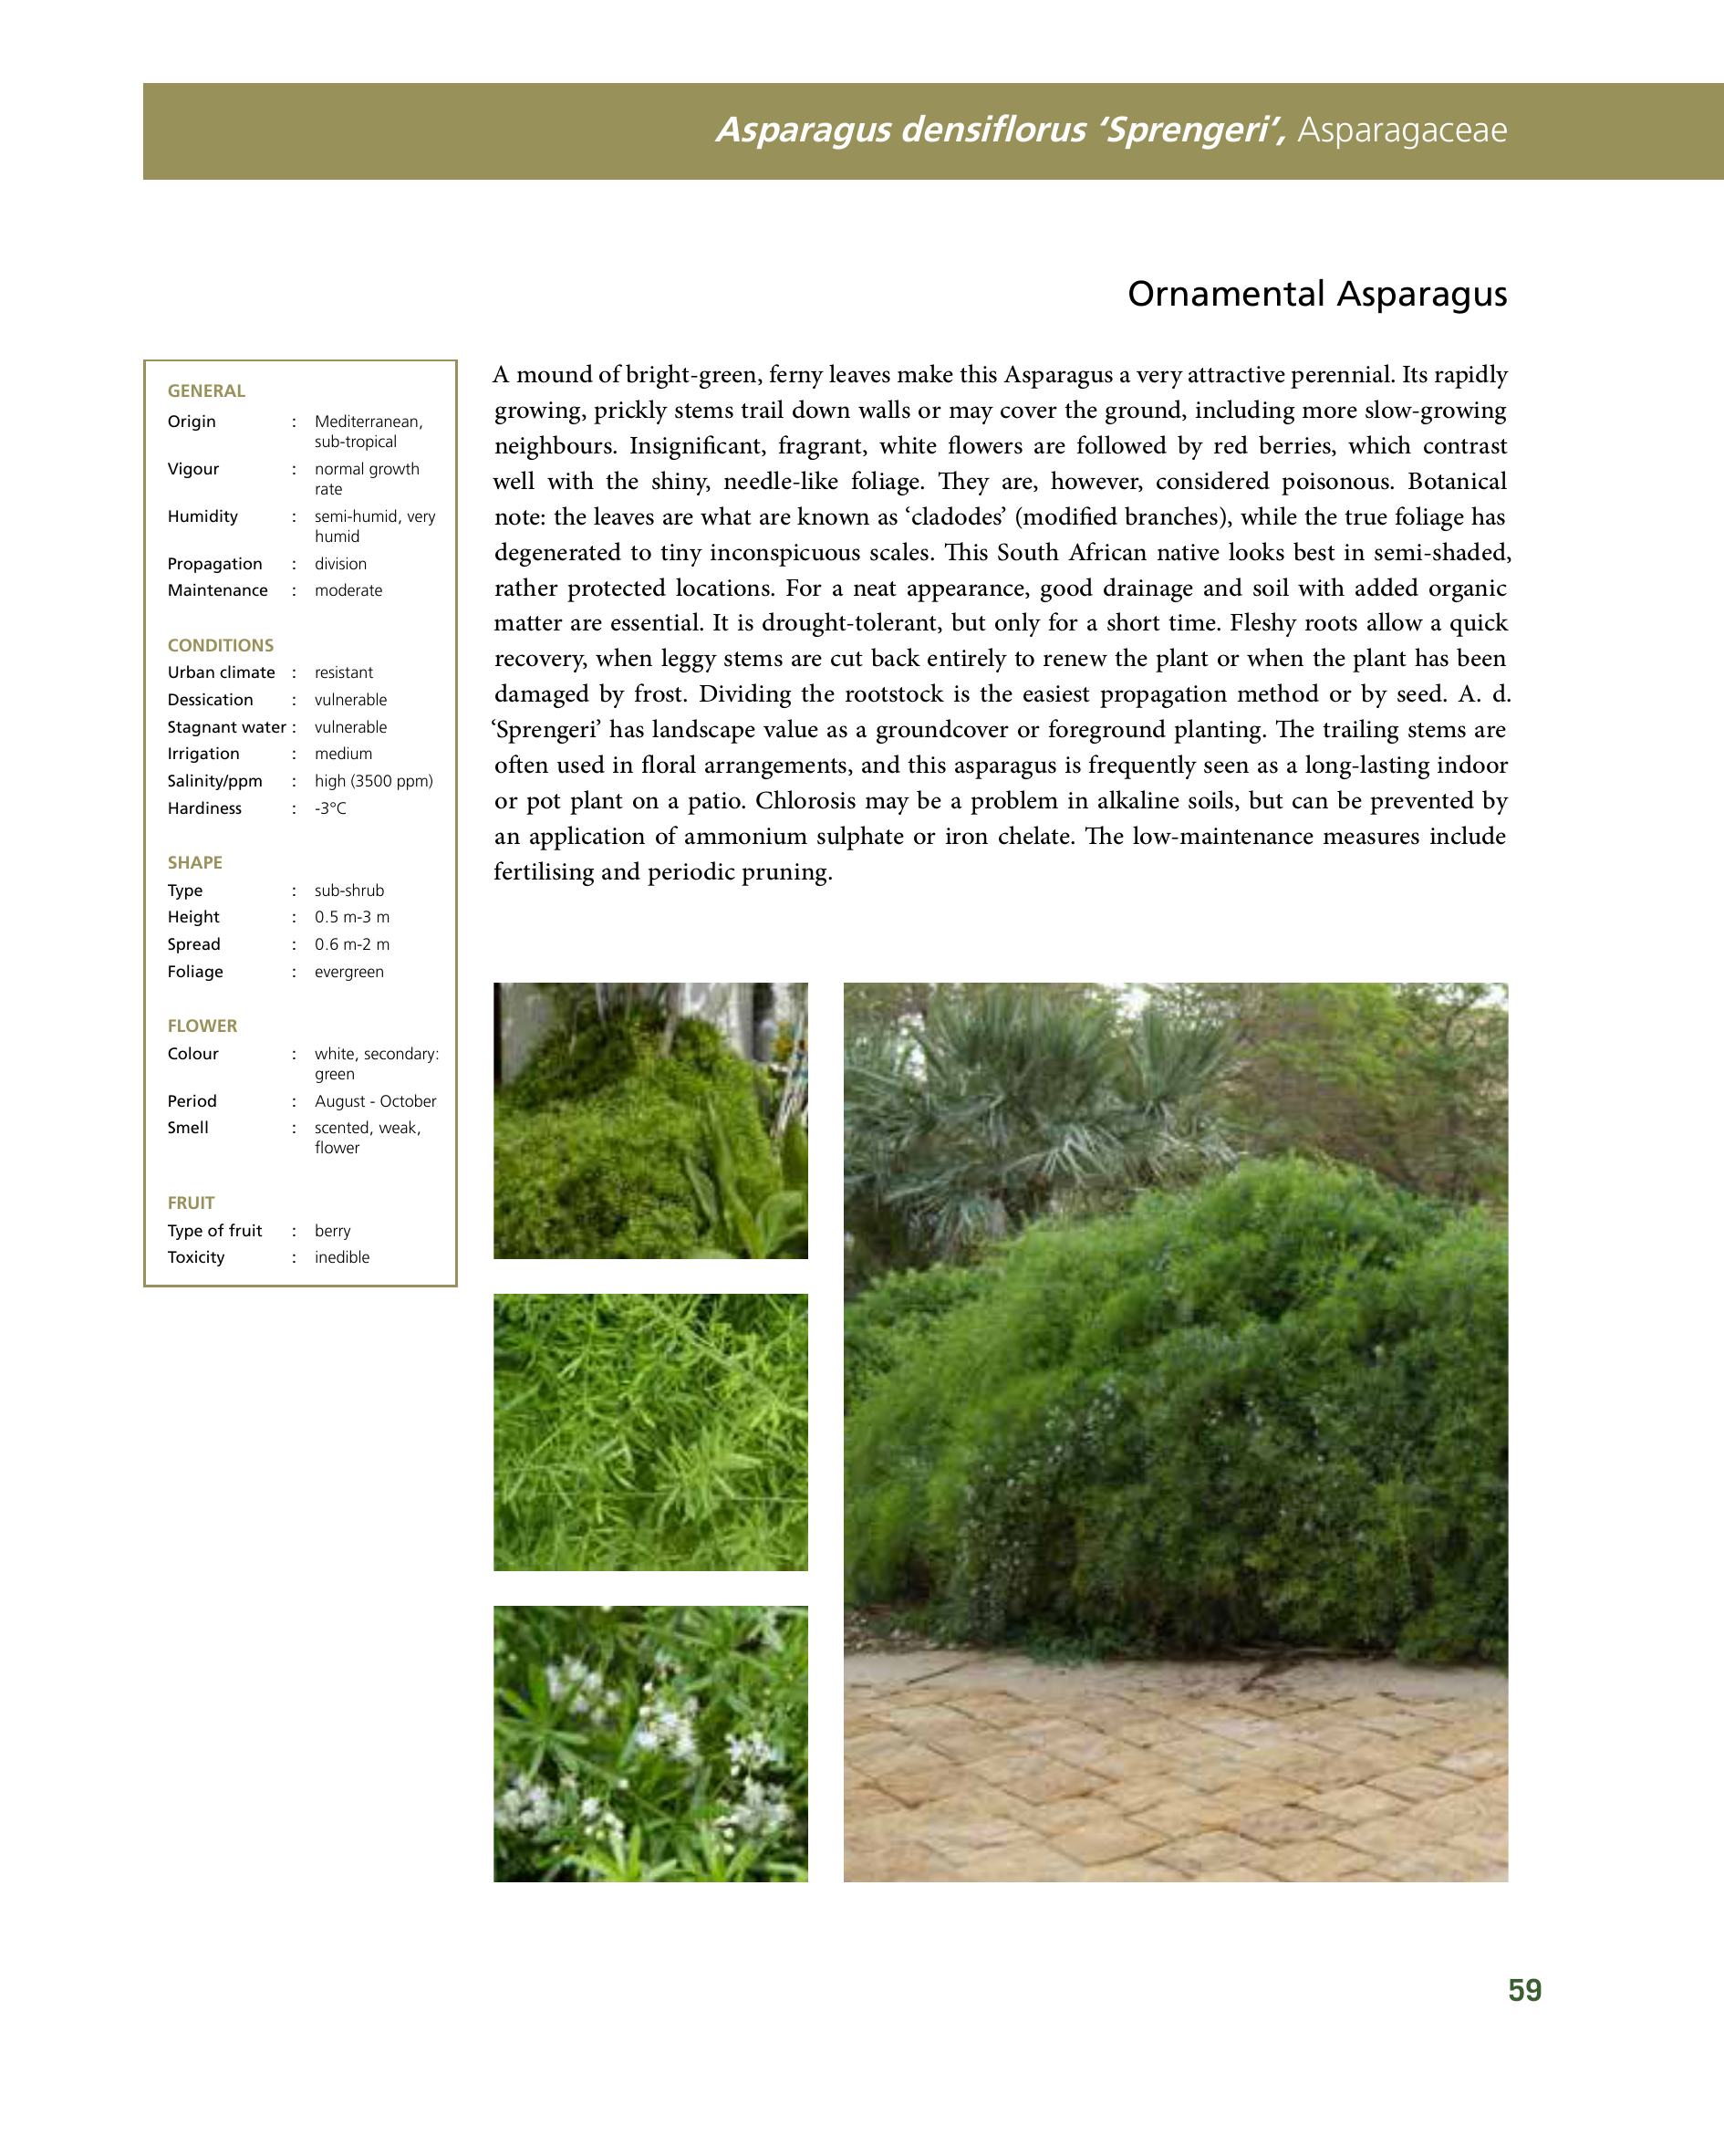 Asparagus densiflorus ‘Sprengeri’, Asparagaceae
Ornamental Asparagus
GENERAL
Origin : Mediterranean,
sub-tropical
Vigour : normal growth
rate
Humidity : semi-humid, very
humid
Propagation : division
Maintenance : moderate
CONDITIONS
Urban climate : resistant
Dessication : vulnerable
Stagnant water : vulnerable
Irrigation : medium
Salinity/ppm : high (3500 ppm)
Hardiness : -3°C
SHAPE
Type : sub-shrub
Height : 0.5 m-3 m
Spread : 0.6 m-2 m
Foliage : evergreen
FLOWER
Colour : white, secondary:
green
Period : August - October
Smell : scented, weak,
flower
FRUIT
Type of fruit : berry
Toxicity : inedible
A mound of bright-green, ferny leaves make this Asparagus a very attractive perennial. Its rapidly
growing, prickly stems trail down walls or may cover the ground, including more slow-growing
neighbours. Insignificant, fragrant, white flowers are followed by red berries, which contrast
well with the shiny, needle-like foliage. They are, however, considered poisonous. Botanical
note: the leaves are what are known as ‘cladodes’ (modified branches), while the true foliage has
degenerated to tiny inconspicuous scales. This South African native looks best in semi-shaded,
rather protected locations. For a neat appearance, good drainage and soil with added organic
matter are essential. It is drought-tolerant, but only for a short time. Fleshy roots allow a quick
recovery, when leggy stems are cut back entirely to renew the plant or when the plant has been
damaged by frost. Dividing the rootstock is the easiest propagation method or by seed. A. d.
‘Sprengeri’ has landscape value as a groundcover or foreground planting. The trailing stems are
often used in floral arrangements, and this asparagus is frequently seen as a long-lasting indoor
or pot plant on a patio. Chlorosis may be a problem in alkaline soils, but can be prevented by
an application of ammonium sulphate or iron chelate. The low-maintenance measures include
fertilising and periodic pruning.
59